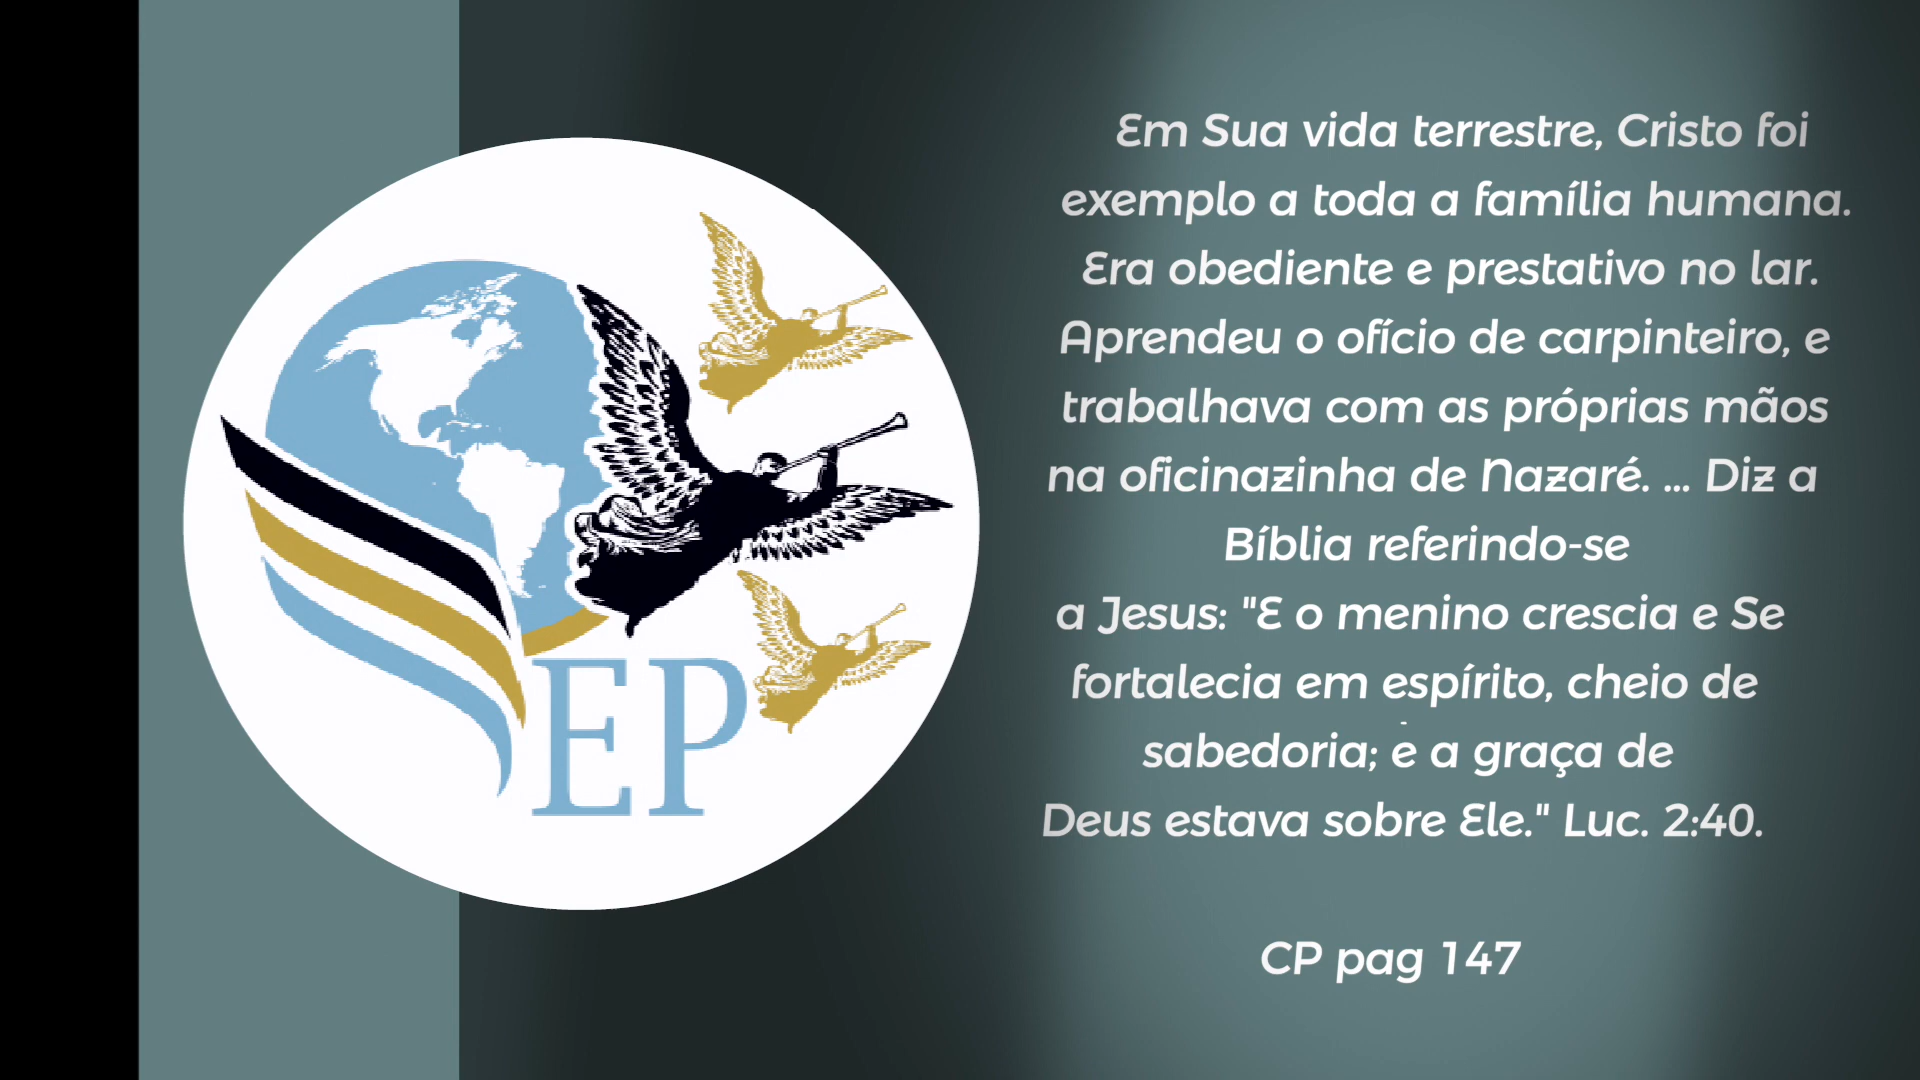 EP
Em Sua vida terrestre, Cristo foi
exemplo a toda a família humana.
Era obediente e prestativo no lar.
Aprendeu o ofício de carpinteiro, e
trabalhava com as próprias mãos
na oficinazinha de Nazaré. ... Diz a
Bíblia referindo-se
a Jesus: "E o menino crescia e Se
fortalecia em espírito, cheio de
sabedoria; e a graça de
Deus estava sobre Ele." Luc. 2:40.
CP pag 147